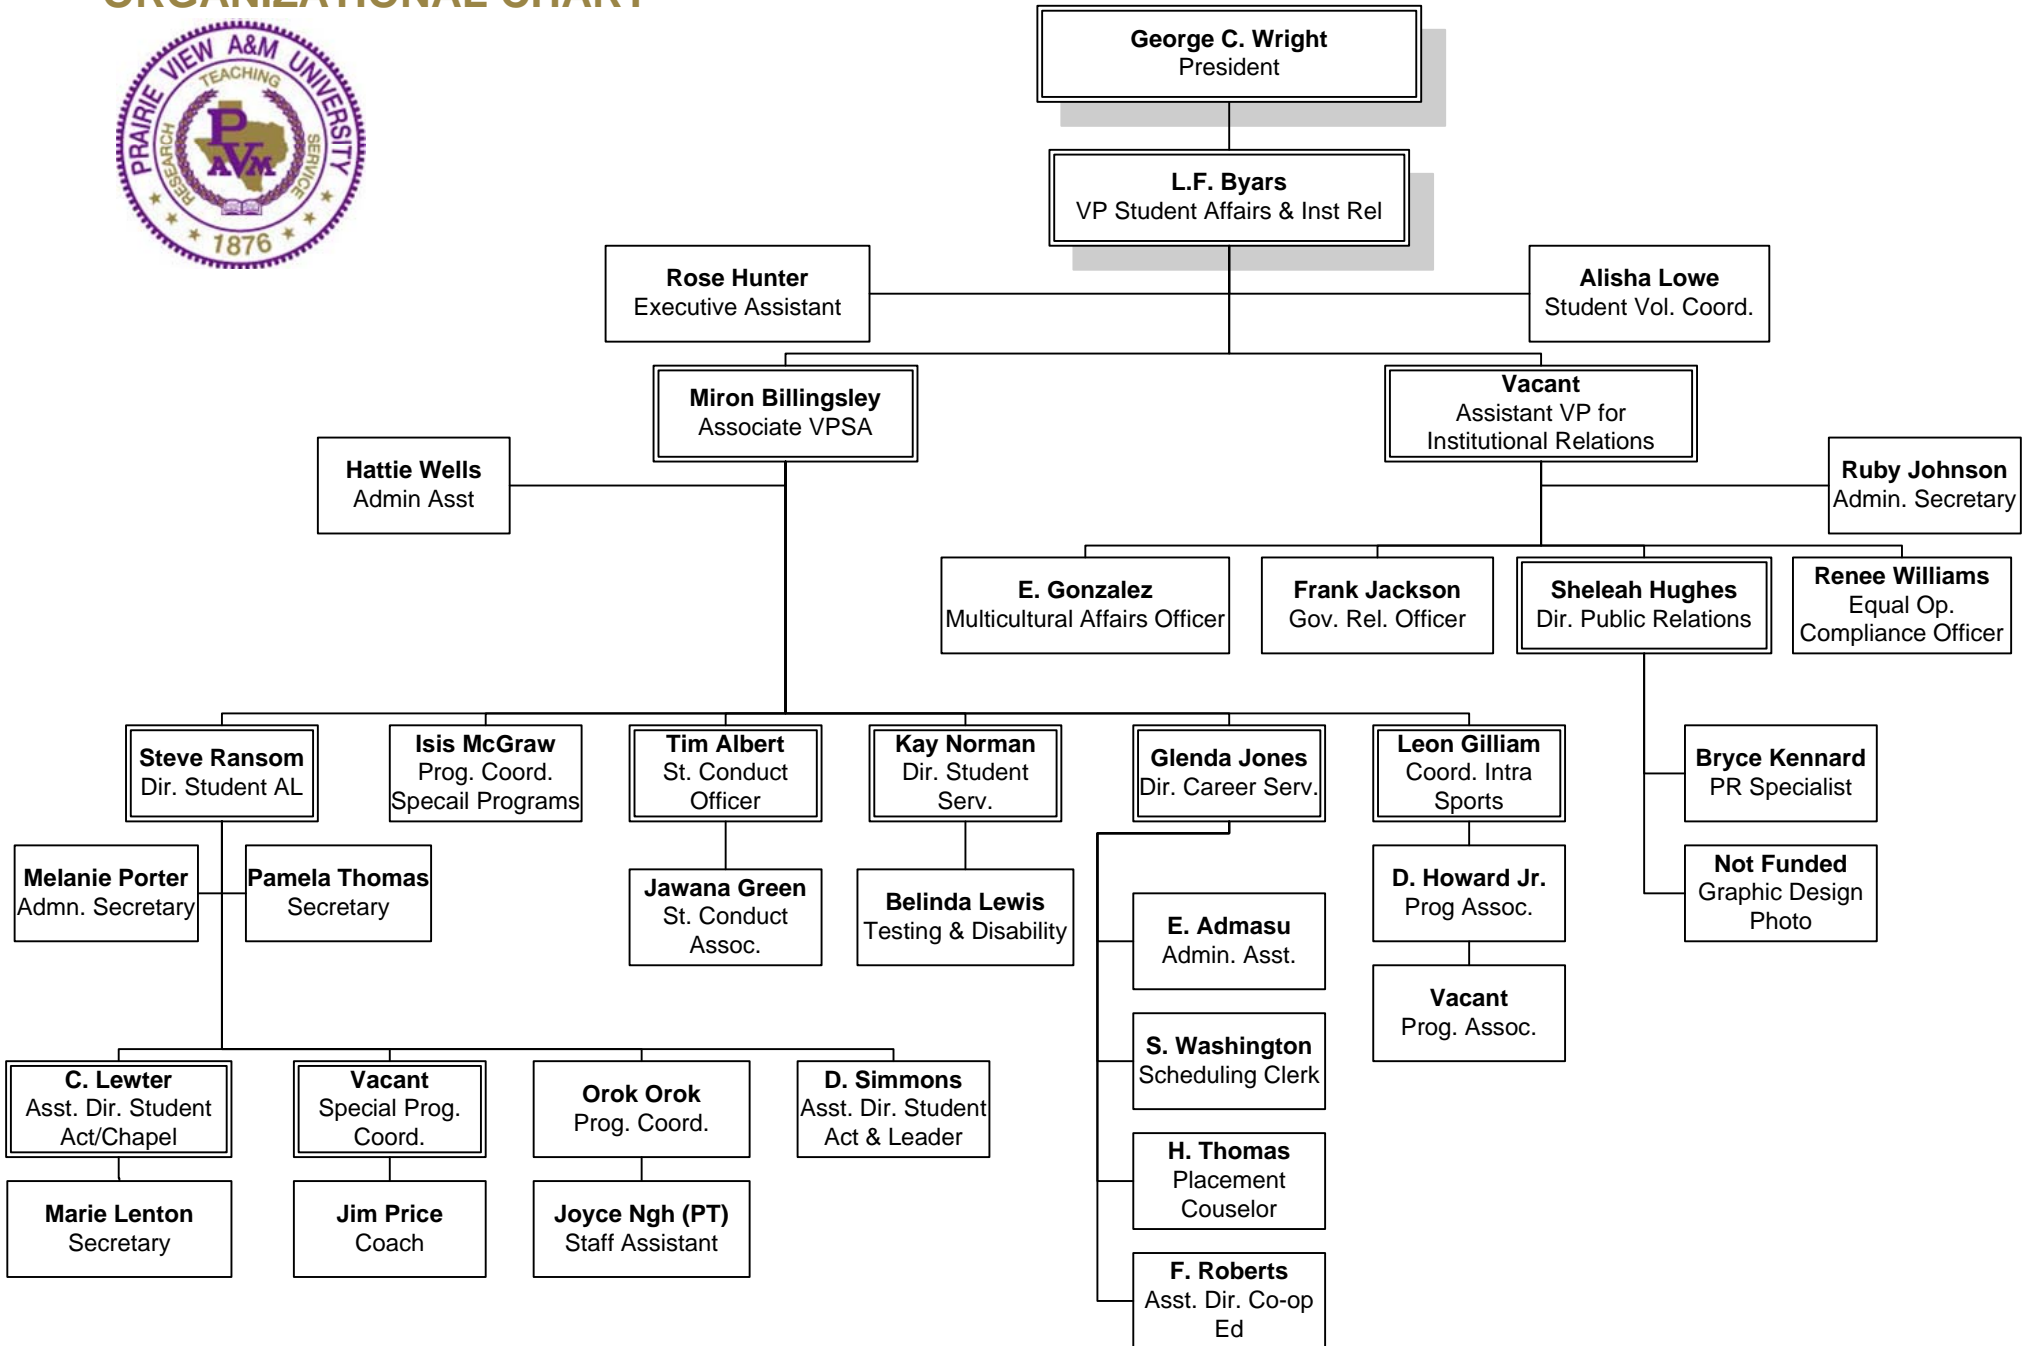 ORGANIZATIONAL CHART
PRAIRIE VIEW A&M UNIVERSITY
TEACHING
RESEARCH
SERVICE
P
AVM
1876
George C. Wright
President
L.F. Byars
VP Student Affairs & Inst Rel
Rose Hunter
Executive Assistant
Alisha Lowe
Student Vol. Coord.
Miron Billingsley
Associate VPSA
Vacant
Assistant VP for
Institutional Relations
Hattie Wells
Admin Asst
Ruby Johnson
Admin. Secretary
E. Gonzalez
Multicultural Affairs Officer
Frank Jackson
Gov. Rel. Officer
Sheleah Hughes
Dir. Public Relations
Renee Williams
Equal Op.
Compliance Officer
Steve Ransom
Dir. Student AL
Isis McGraw
Prog. Coord.
Specail Programs
Tim Albert
St. Conduct
Officer
Kay Norman
Dir. Student
Serv.
Glenda Jones
Dir. Career Serv.
Leon Gilliam
Coord. Intra
Sports
Bryce Kennard
PR Specialist
Melanie Porter
Admn. Secretary
Pamela Thomas
Secretary
Jawana Green
St. Conduct
Assoc.
Belinda Lewis
Testing & Disability
E. Admasu
Admin. Asst.
D. Howard Jr.
Prog Assoc.
Not Funded
Graphic Design
Photo
Vacant
Prog. Assoc.
S. Washington
Scheduling Clerk
C. Lewter
Asst. Dir. Student
Act/Chapel
Vacant
Special Prog.
Coord.
Orok Orok
Prog. Coord.
D. Simmons
Asst. Dir. Student
Act & Leader
H. Thomas
Placement
Couselor
Marie Lenton
Secretary
Jim Price
Coach
Joyce Ngh (PT)
Staff Assistant
F. Roberts
Asst. Dir. Co-op
Ed